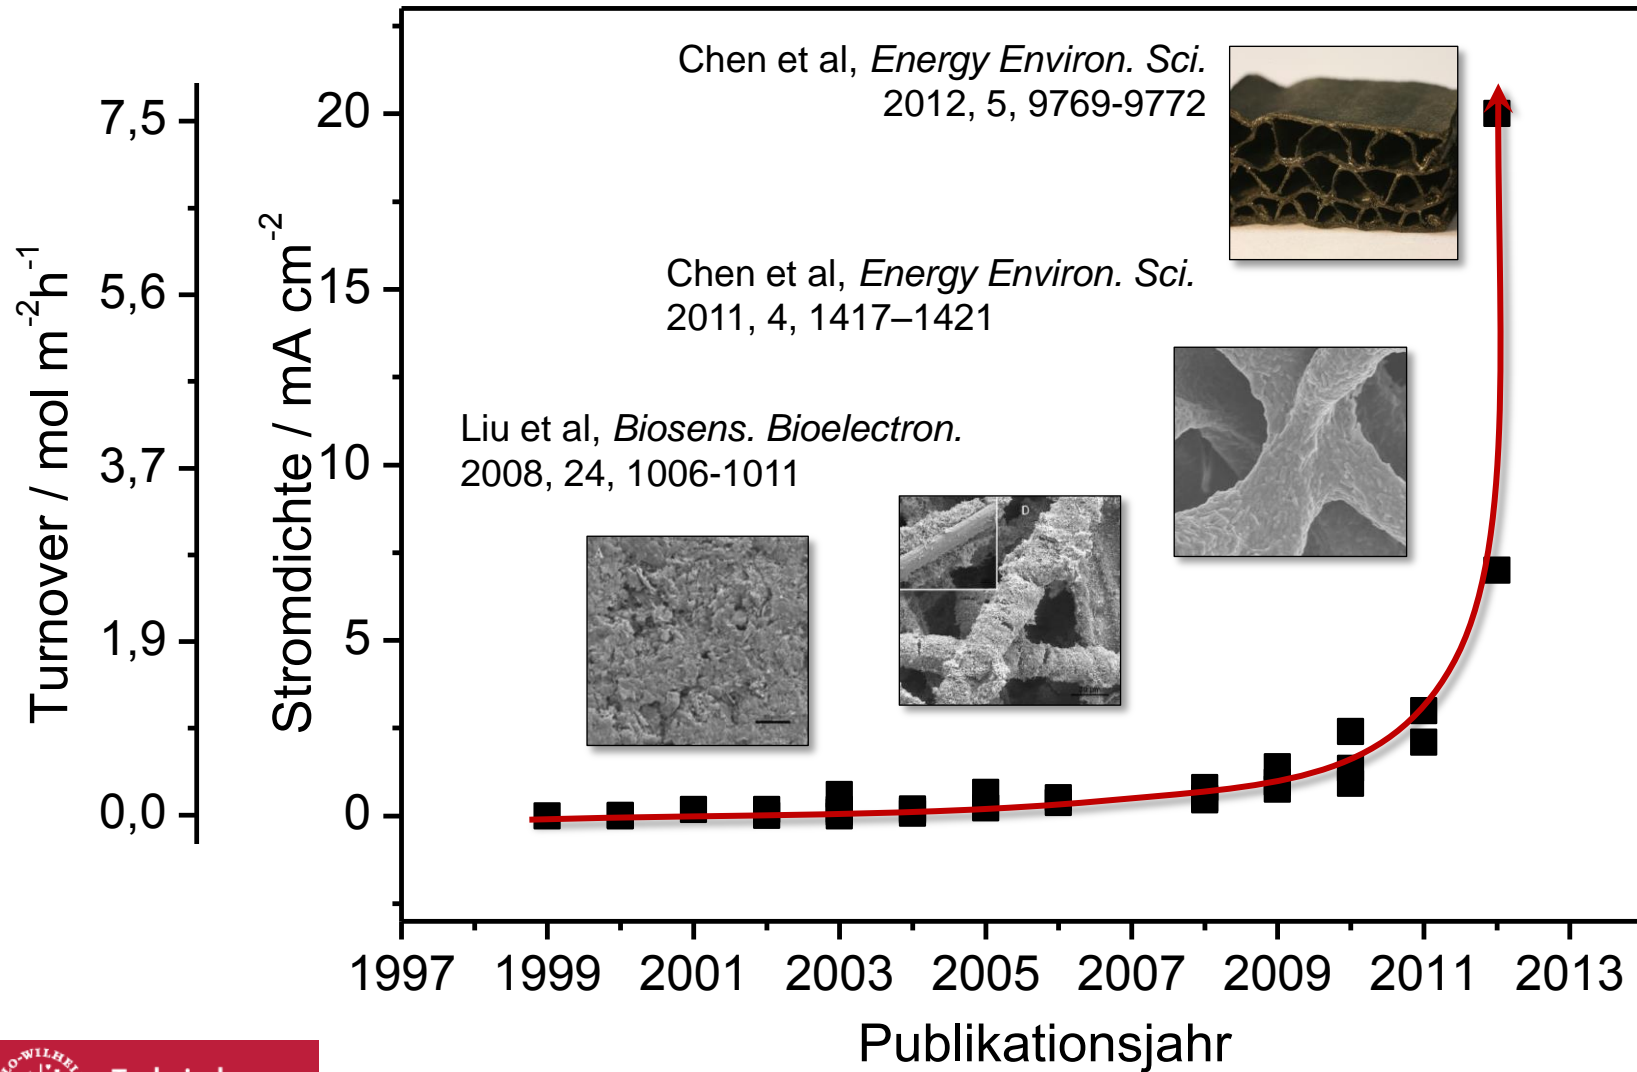 Chen et al, Energy Environ. Sci.
2012, 5, 9769-9772
Chen et al, Energy Environ. Sci.
2011, 4, 1417–1421
Liu et al, Biosens. Bioelectron.
2008, 24, 1006-1011
D
Turnover / mol m-2h-1
7,5
5,6
3,7
1,9
0,0
Stromdichte / mA cm-2
20
15
10
5
0
1997 1999 2001 2003 2005 2007 2009 2011 2013
Publikationsjahr